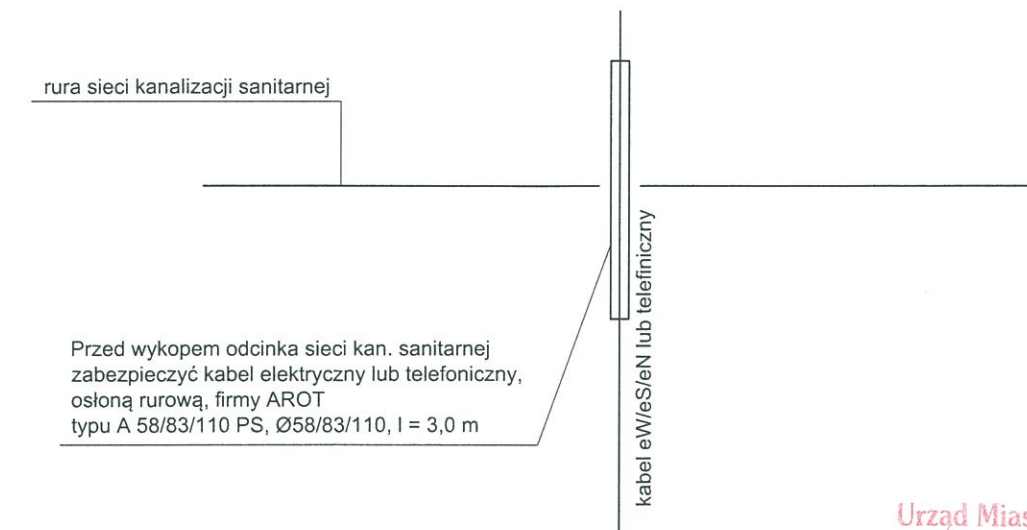 rura sieci kanalizacji sanitarnej
kabel eW/eS/eN lub telefiniczny
Przed wykopem odcinka sieci kan. sanitarnej
zabezpieczyć kabel elektryczny lub telefoniczny,
osłoną rurową, firmy AROT
typu A 58/83/110 PS, Ø58/83/110, l = 3,0 m
Urząd Mias